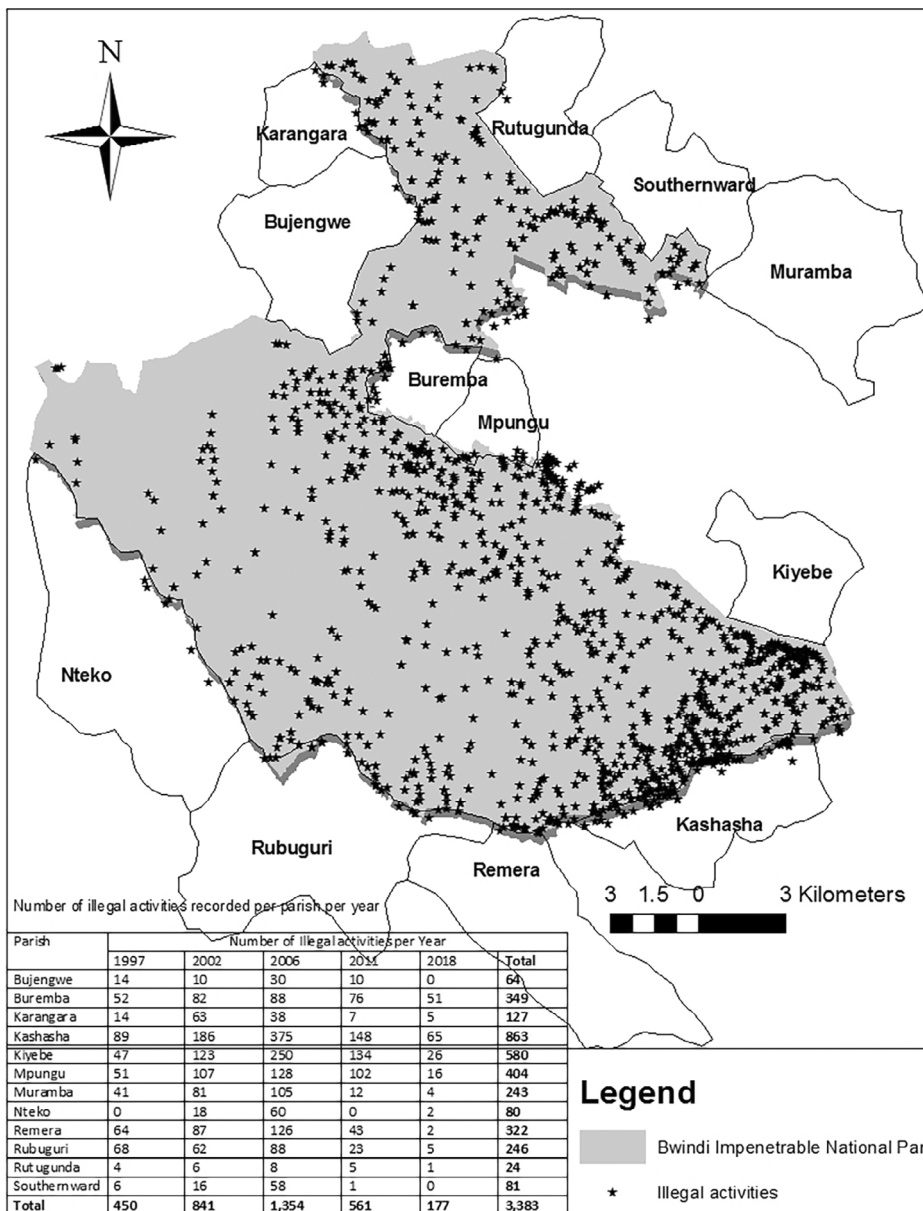 N
Karangara
Rutugunda
Southernward
Bujengwe
Muramba
Buremba
Mpungu
Kiyebe
Nteko
Kashasha
Rubuguri
Remera
3 1.5 0 3 Kilometers
Number of illegal activities recorded per parish per year
Parish Number of Illegal activities per Year
1997 2002 2006 2011 2018 Total
Bujengwe 14 10 30 10 0 64
Buremba 52 82 88 76 51 349
Karangara 14 63 38 7 5 127
Kashasha 89 186 375 148 65 863
Kiyebe 47 123 250 134 26 580
Mpungu 51 107 128 102 16 404
Muramba 41 81 105 12 4 243
Nteko 0 18 60 0 2 80
Remera 64 87 126 43 2 322
Rubuguri 68 62 88 23 5 246
Rutugunda 4 6 8 5 1 24
Southernward 6 16 58 1 0 81
Total 450 841 1,354 561 177 3,383
Legend
Bwindi Impenetrable National Par
Illegal activities